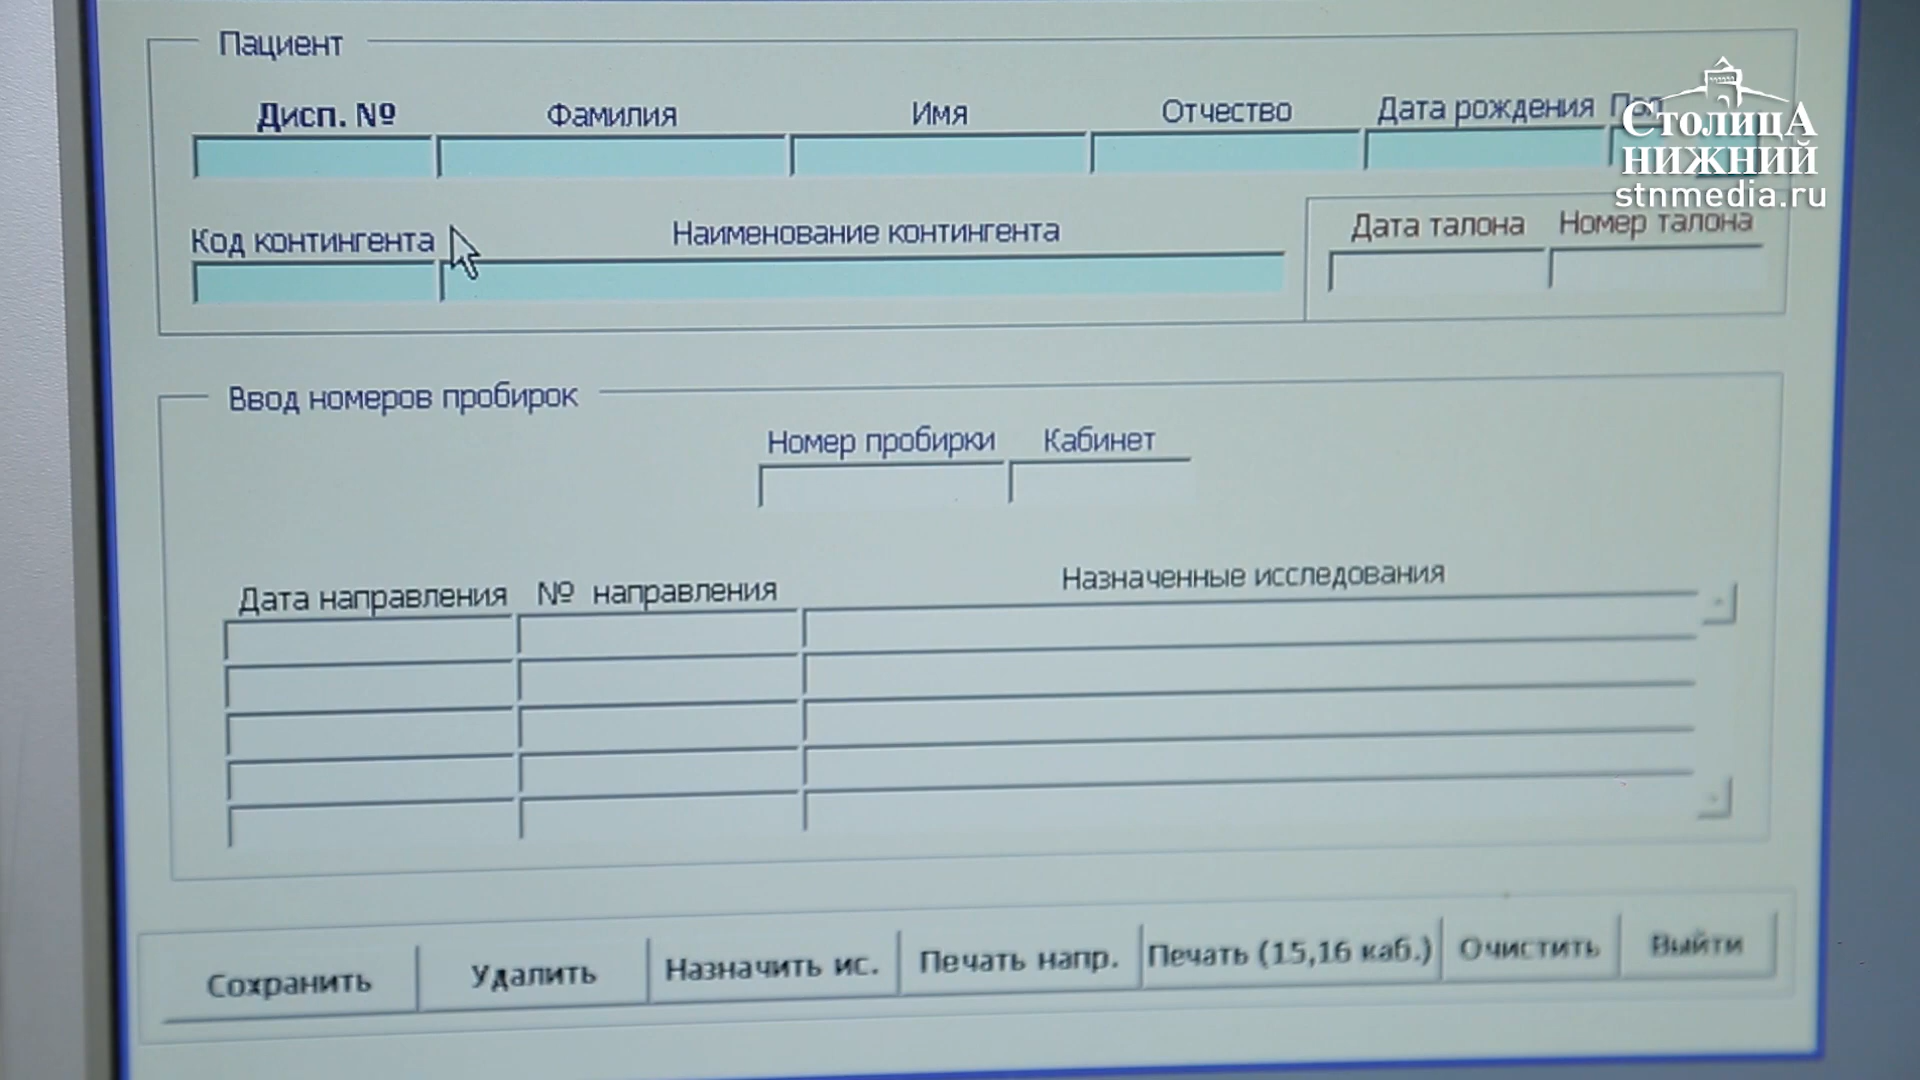 Пациент
Дисп. № Фамилия Имя Отчество Дата рождения
СтолицА
нижний
stnmedia.ru
Код контингента Наименование контингента Дата талона Номер талона
Ввод номеров пробирок
Номер пробирки Кабинет
Дата направления № направления Назначенные исследования
Сохранить Удалить Назначить ис. Печать напр. Печать (15,16 каб.) Очистить Выйти